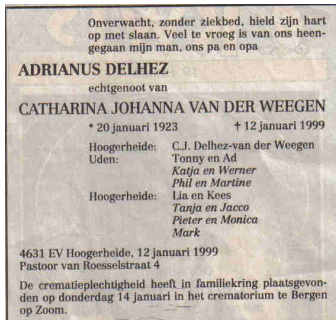 Onverwacht, zonder ziekbed, hield zijn hart
op met slaan. Veel te vroeg is van ons heen-
gegaan mijn man, ons pa en opa
ADRIANUS DELHEZ
echtgenoot van
CATHARINA JOHANNA VAN DER WEEGEN
* 20 januari 1923 † 12 januari 1999
Hoogerheide: C.J. Delhez-van der Weegen
Uden: Tonny en Ad
Katja en Werner
Phil en Martine
Hoogerheide: Lia en Kees
Tanja en Jacco
Pieter en Monica
Mark
4631 EV Hoogerheide, 12 januari 1999
Pastoor van Roesselstraat 4
De crematieplechtigheid heeft in familiekring plaatsgevon-
den op donderdag 14 januari in het crematorium te Bergen
op Zoom.